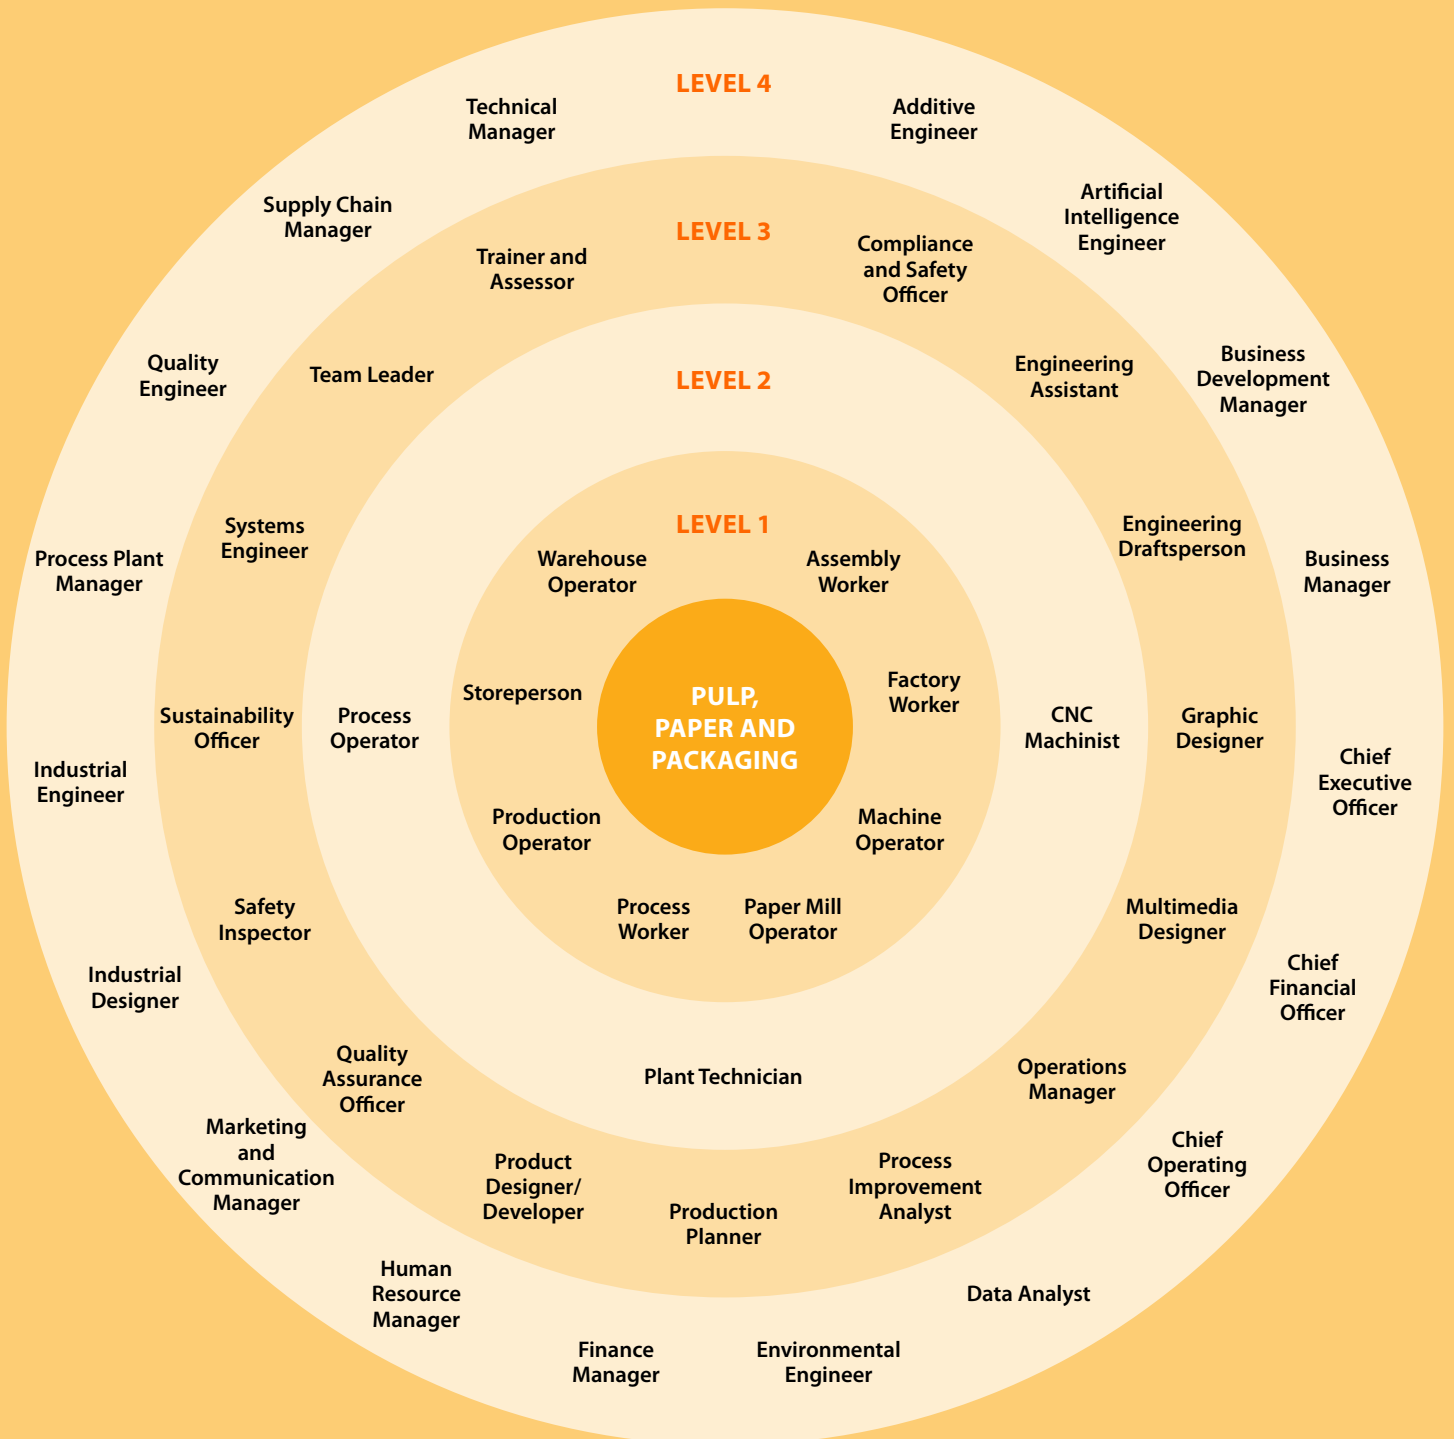 LEVEL 4
Additive
Engineer
Artificial
Intelligence
Engineer
Business
Development
Manager
Business
Manager
Chief
Executive
Officer
Chief
Financial
Officer
Chief
Operating
Officer
Data Analyst
Environmental
Engineer
Finance
Manager
Human
Resource
Manager
Marketing
and
Communication
Manager
Industrial
Designer
Industrial
Engineer
Process Plant
Manager
Quality
Engineer
Supply Chain
Manager
Technical
Manager
LEVEL 3
Compliance
and Safety
Officer
Engineering
Assistant
Engineering
Draftsperson
Graphic
Designer
Multimedia
Designer
Operations
Manager
Process
Improvement
Analyst
Production
Planner
Product
Designer/
Developer
Quality
Assurance
Officer
Safety
Inspector
Sustainability
Officer
Systems
Engineer
Team Leader
Trainer and
Assessor
LEVEL 2
CNC
Machinist
Plant Technician
Process
Operator
LEVEL 1
Assembly
Worker
Factory
Worker
Machine
Operator
Paper Mill
Operator
Process
Worker
Production
Operator
Storeperson
Warehouse
Operator
PULP,
PAPER AND
PACKAGING